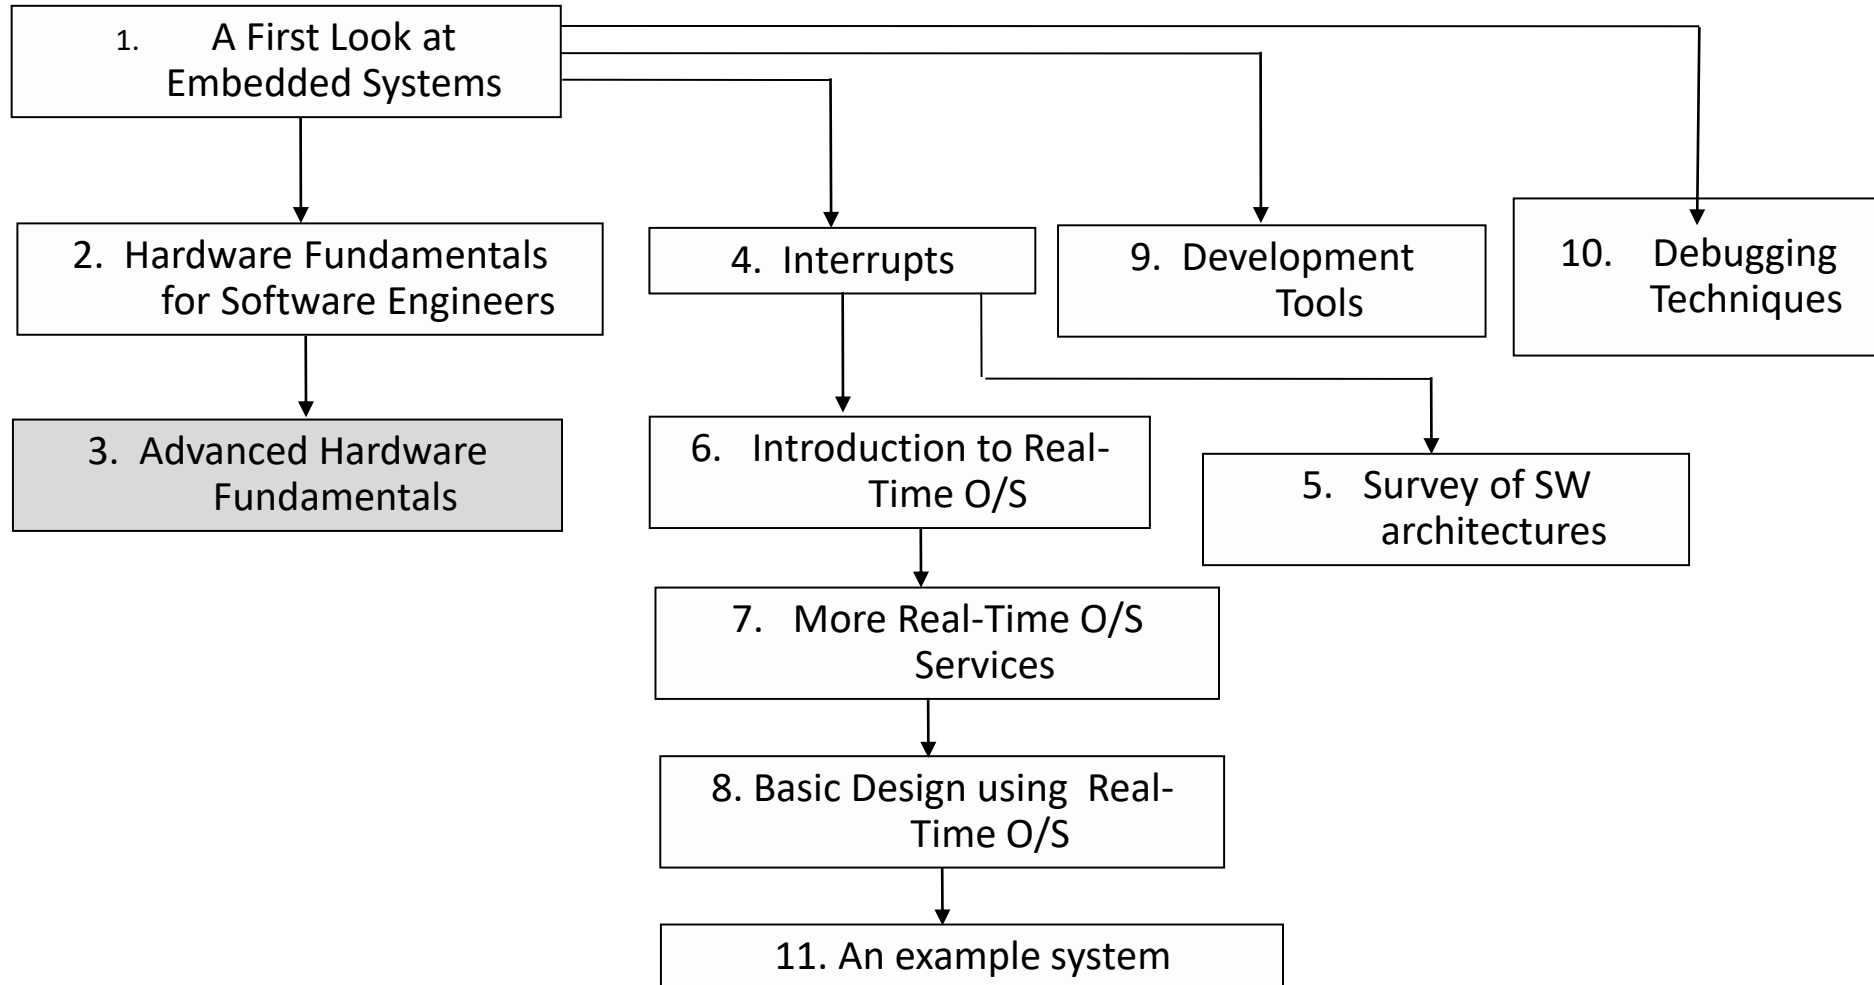 1. A First Look at
Embedded Systems
2. Hardware Fundamentals
for Software Engineers
4. Interrupts
9. Development
Tools
10. Debugging
Techniques
3. Advanced Hardware
Fundamentals
6. Introduction to Real-
Time O/S
5. Survey of SW
architectures
7. More Real-Time O/S
Services
8. Basic Design using Real-
Time O/S
11. An example system